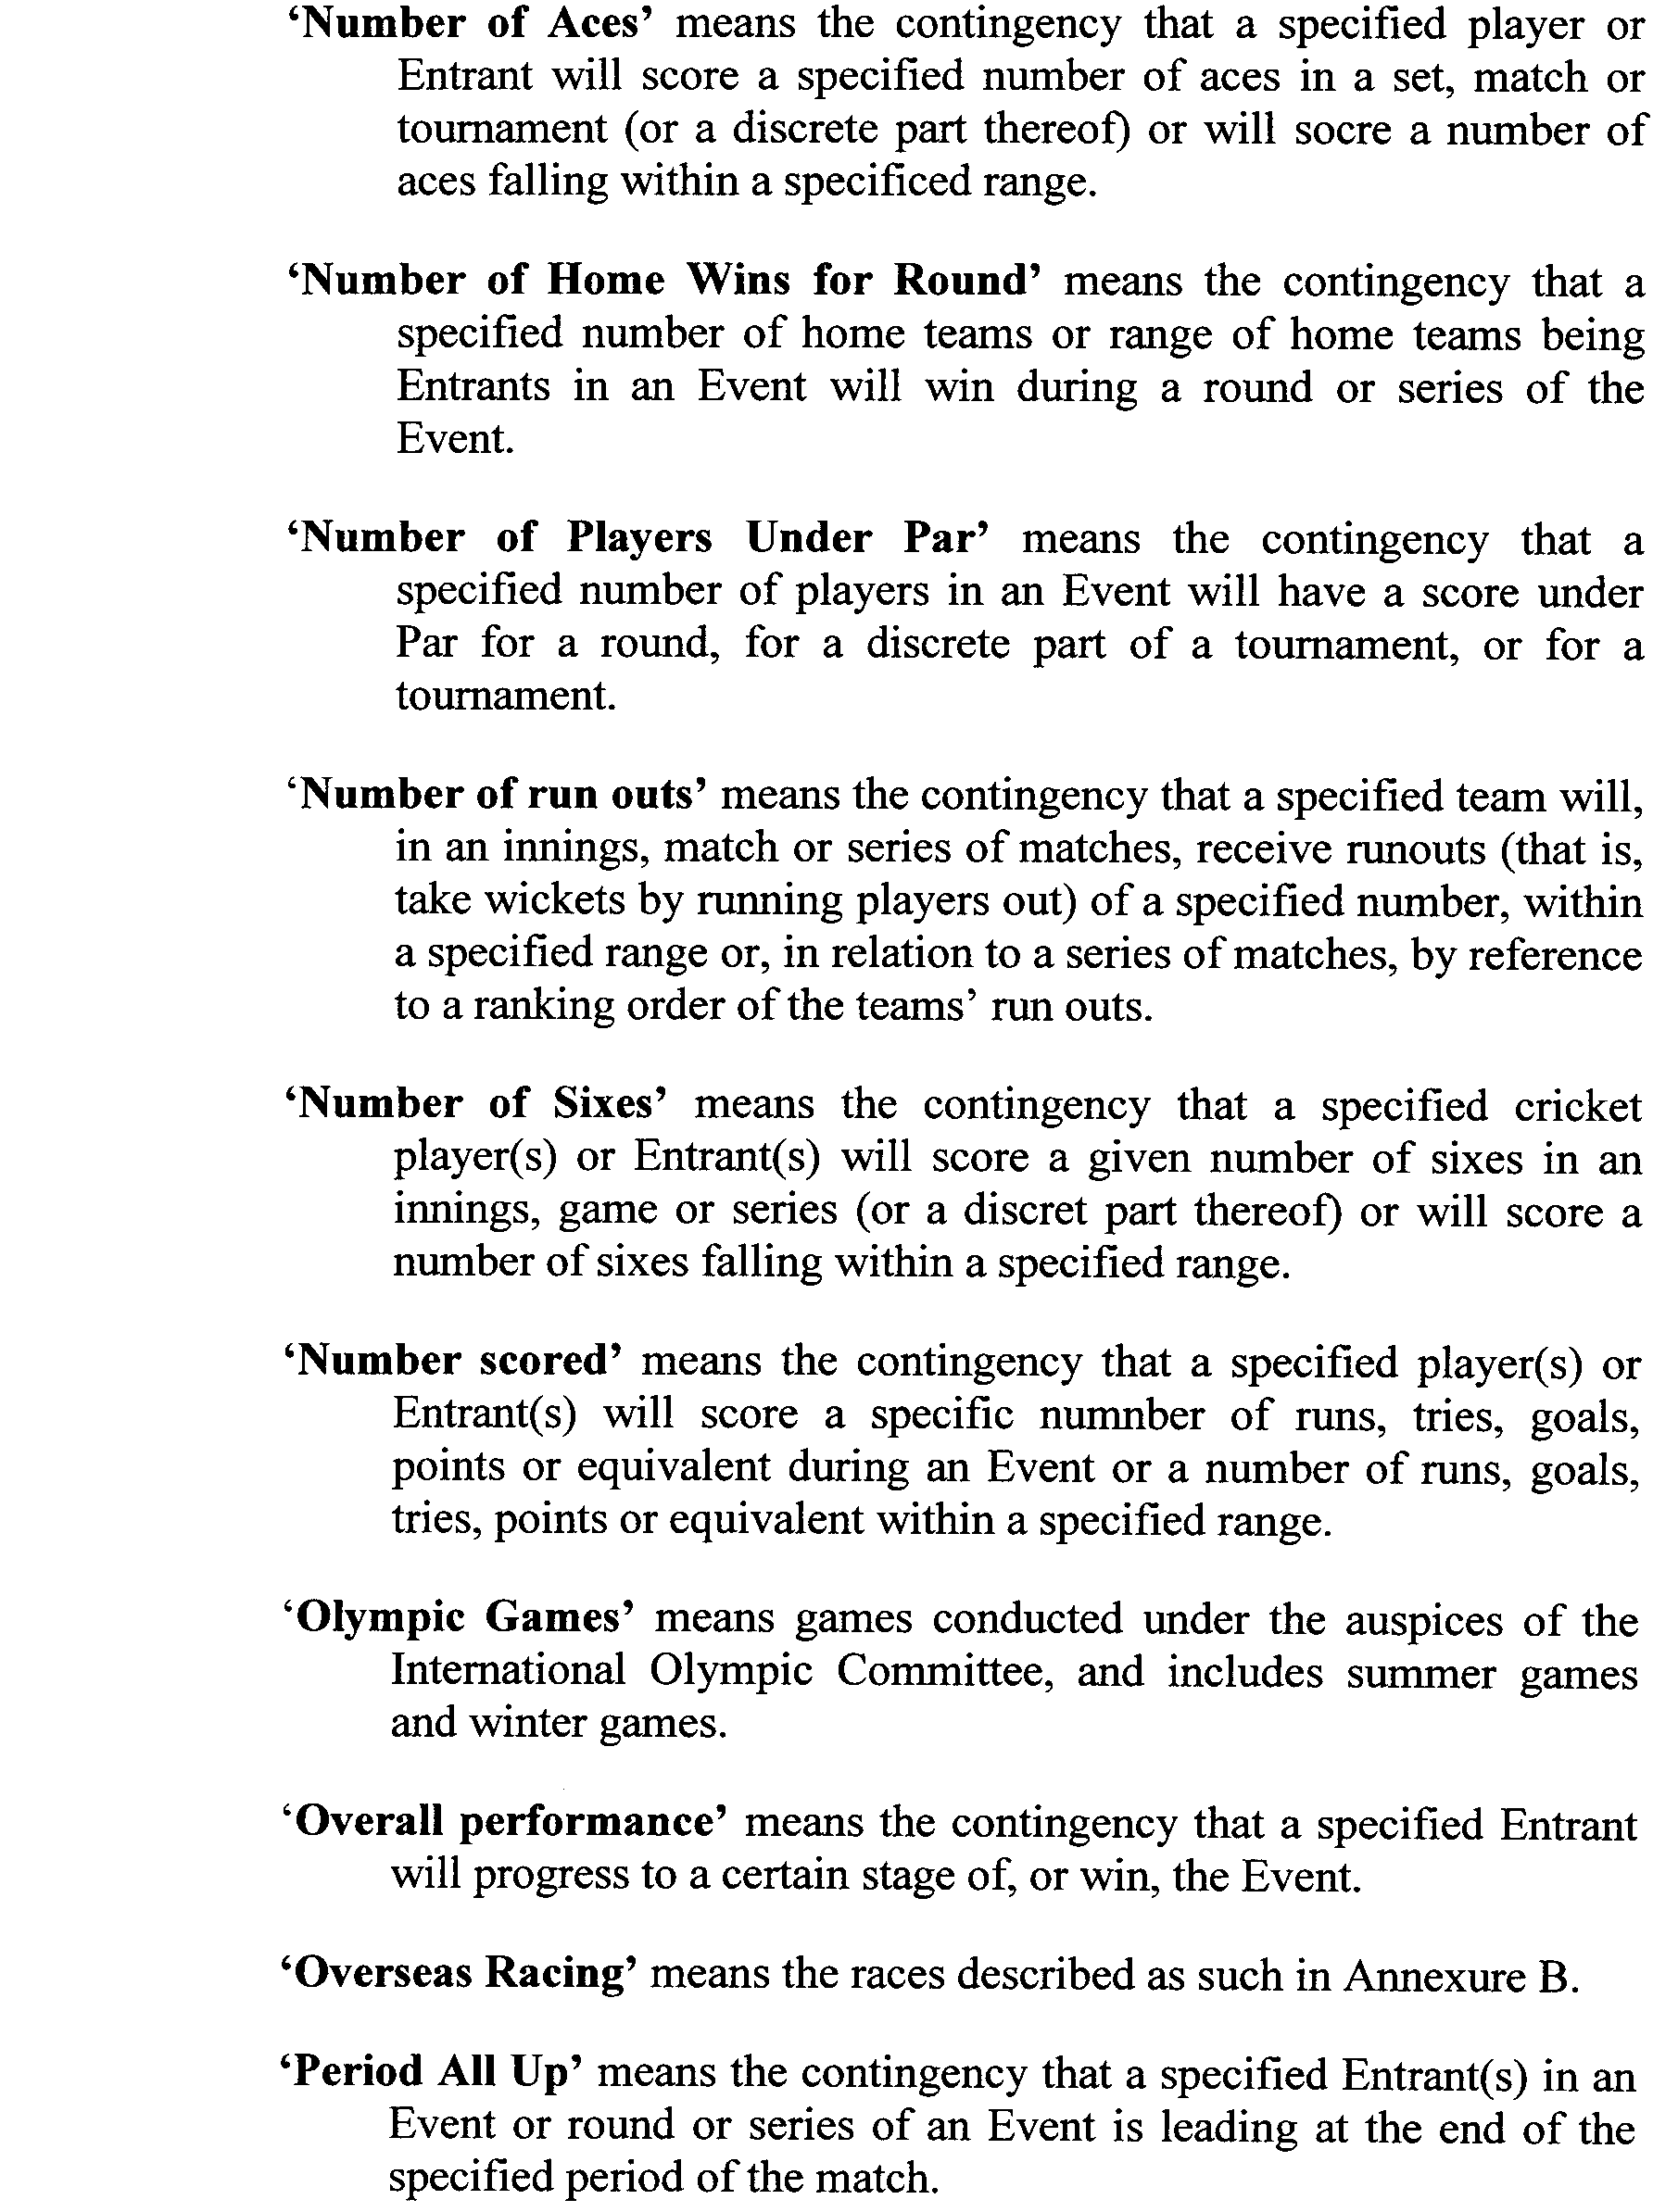 ‘Number of Aces’ means the contingency that a specified player or
Entrant will score a specified number of aces in a set, match or
tournament (or a discrete part thereof) or will socre a number of
aces falling within a specificed range.
‘Number of Home Wins for Round’ means the contingency that a
specified number of home teams or range of home teams being
Entrants in an Event will win during a round or series of the
Event.
‘Number of Players Under Par’ means the contingency that a
specified number of players in an Event will have a score under
Par for a round, for a discrete part of a tournament, or for a
tournament.
‘Number of run outs’ means the contingency that a specified team will,
in an innings, match or series of matches, receive runouts (that is,
take wickets by running players out) of a specified number, within
a specified range or, in relation to a series of matches, by reference
to a ranking order of the teams’ run outs.
‘Number of Sixes’ means the contingency that a specified cricket
player(s) or Entrant(s) will score a given number of sixes in an
innings, game or series (or a discret part thereof) or will score a
number of sixes falling within a specified range.
‘Number scored’ means the contingency that a specified player(s) or
Entrant(s) will score a specific numnber of runs, tries, goals,
points or equivalent during an Event or a number of runs, goals,
tries, points or equivalent within a specified range.
‘Olympic Games’ means games conducted under the auspices of the
International Olympic Committee, and includes summer games
and winter games.
‘Overall performance’ means the contingency that a specified Entrant
will progress to a certain stage of, or win, the Event.
‘Overseas Racing’ means the races described as such in Annexure B.
‘Period All Up’ means the contingency that a specified Entrant(s) in an
Event or round or series of an Event is leading at the end of the
specified period of the match.